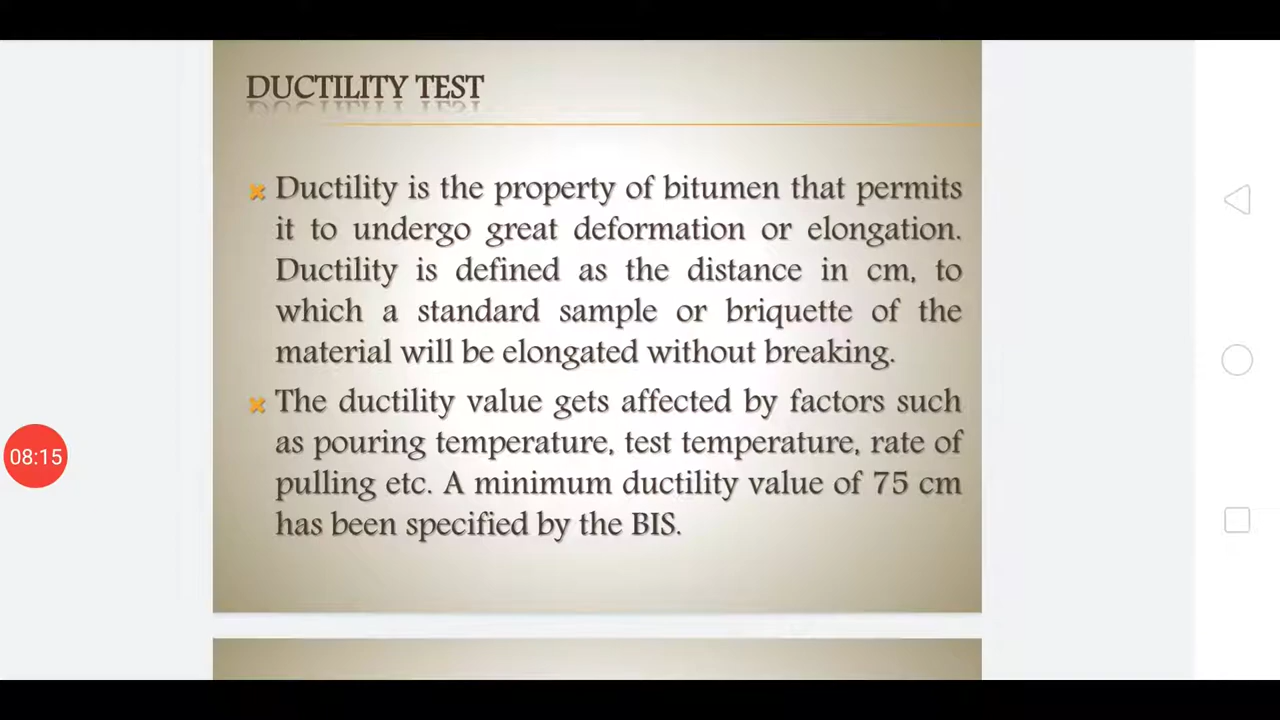 DUCTILITY TEST
Ductility is the property of bitumen that permits
it to undergo great deformation or elongation.
Ductility is defined as the distance in cm, to
which a standard sample or briquette of the
material will be elongated without breaking.
The ductility value gets affected by factors such
as pouring temperature, test temperature, rate of
pulling etc. A minimum ductility value of 75 cm
has been specified by the BIS.
08:15